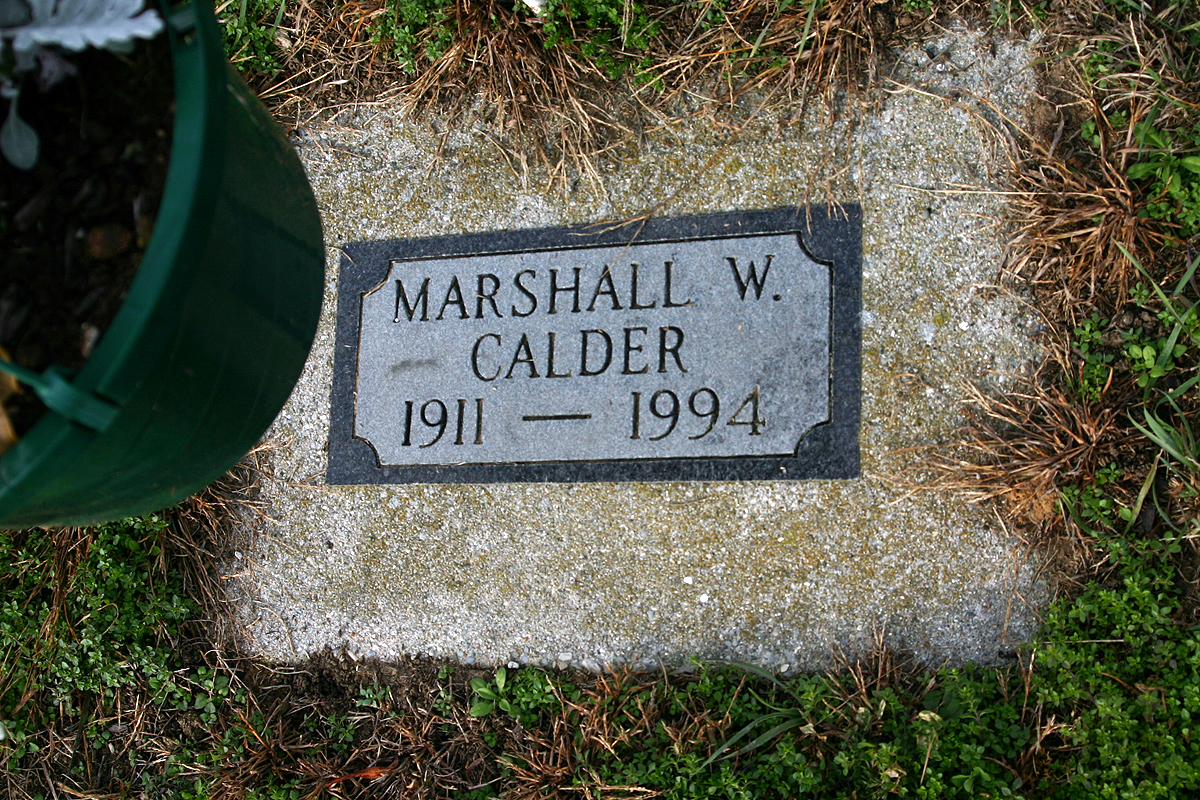 MARSHALL W.
CALDER
1911 — 1994